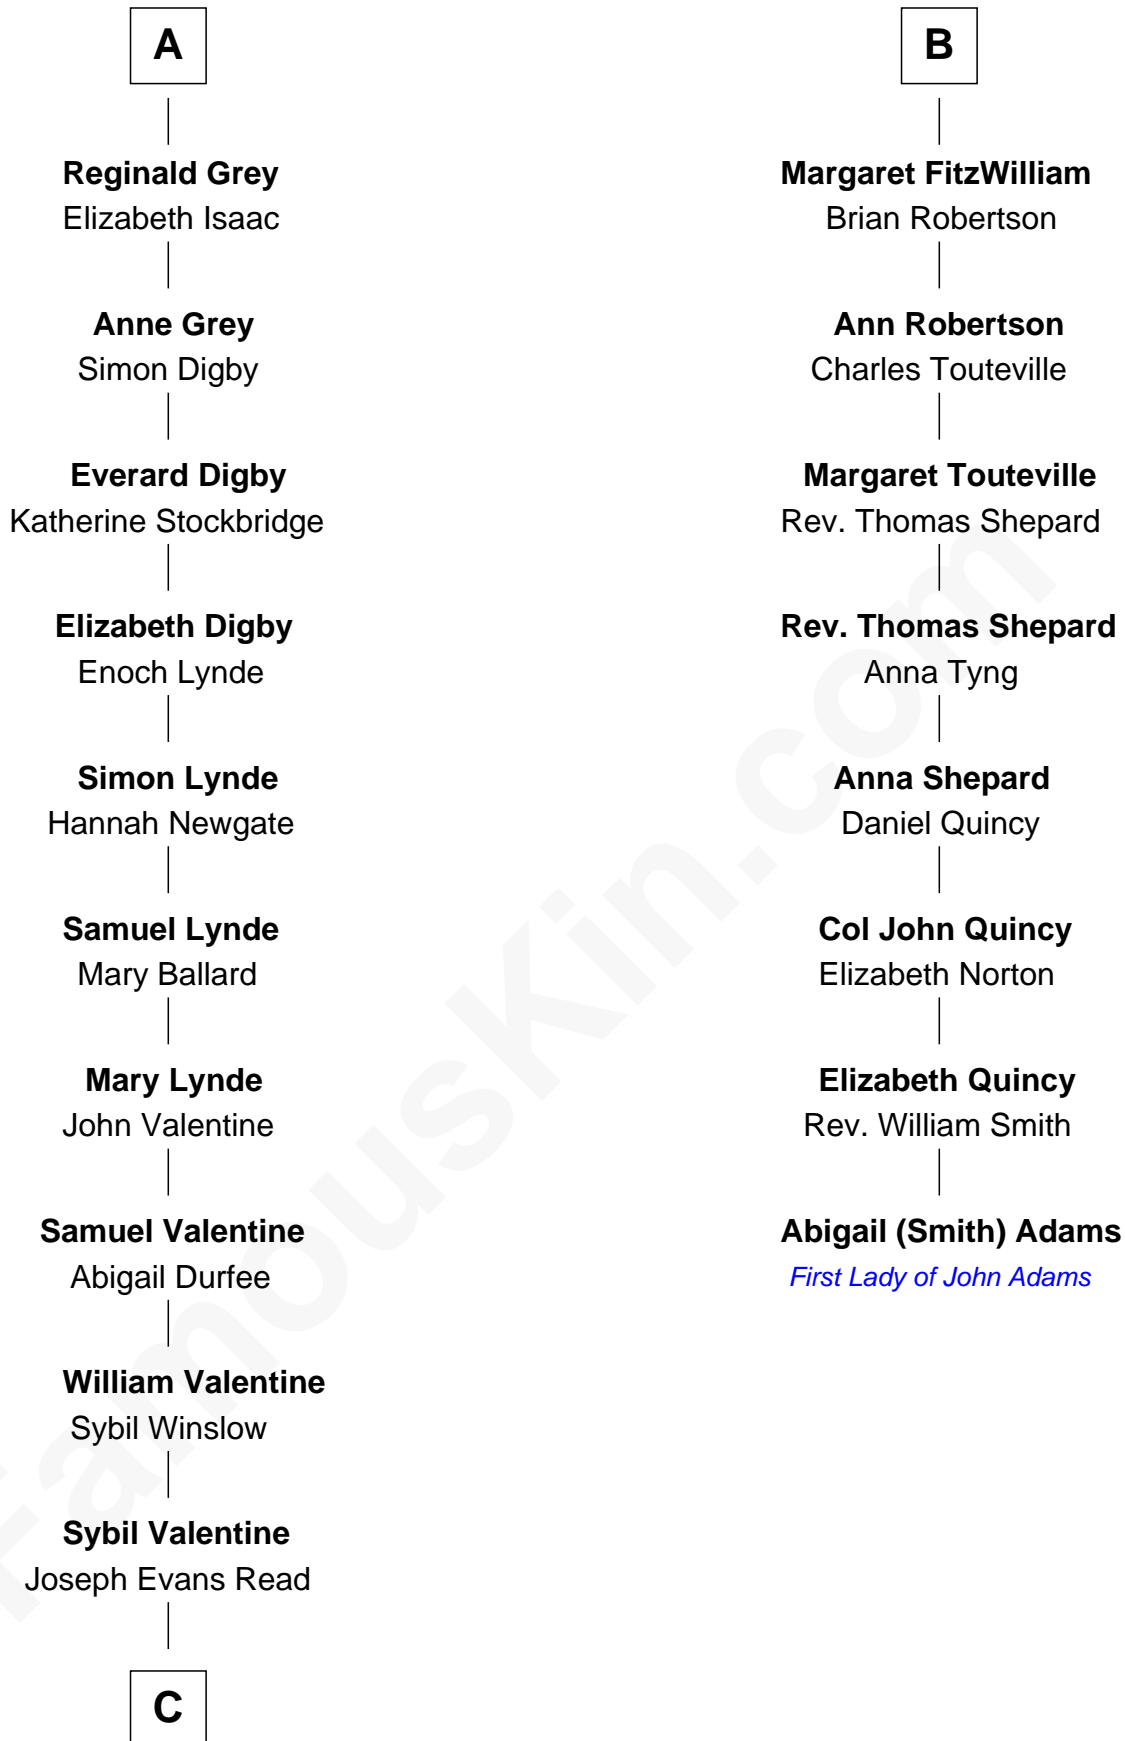 A
Reginald Grey
Elizabeth Isaac
Anne Grey
Simon Digby
Everard Digby
Katherine Stockbridge
Elizabeth Digby
Enoch Lynde
Simon Lynde
Hannah Newgate
Samuel Lynde
Mary Ballard
Mary Lynde
John Valentine
Samuel Valentine
Abigail Durfee
William Valentine
Sybil Winslow
Sybil Valentine
Joseph Evans Read
C
B
Margaret FitzWilliam
Brian Robertson
Ann Robertson
Charles Touteville
Margaret Touteville
Rev. Thomas Shepard
Rev. Thomas Shepard
Anna Tyng
Anna Shepard
Daniel Quincy
Col John Quincy
Elizabeth Norton
Elizabeth Quincy
Rev. William Smith
Abigail (Smith) Adams
First Lady of John Adams
FamousKin.com